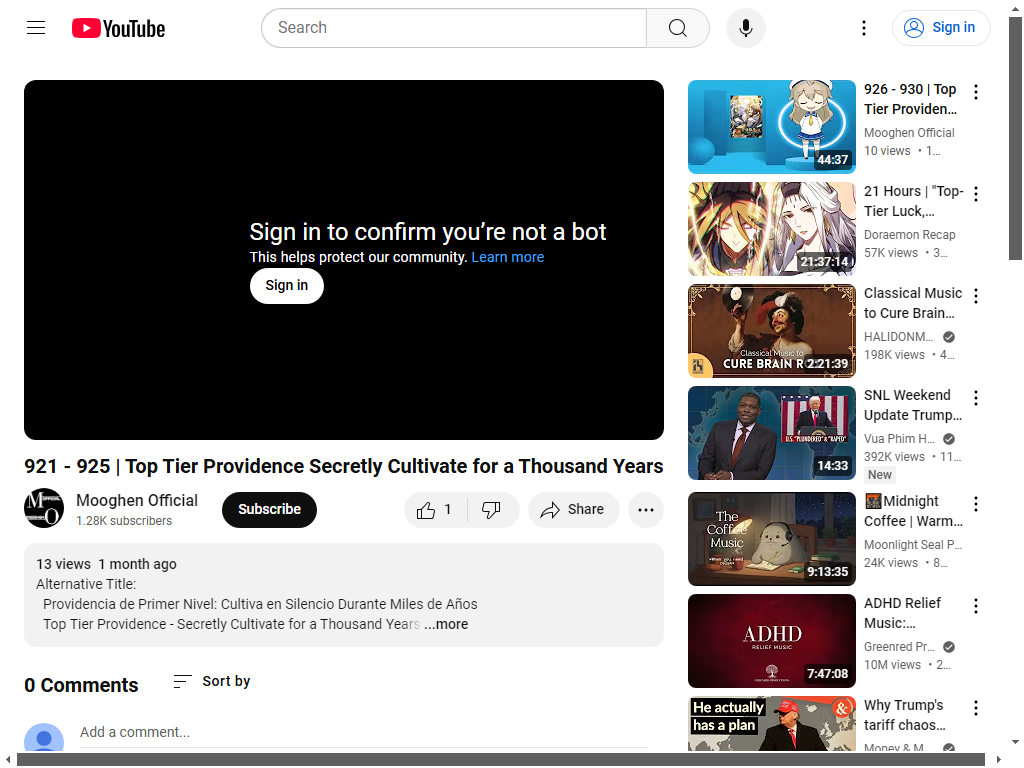 YouTube
Search
Sign in
Sign in to confirm you're not a bot
This helps protect our community. Learn more
Sign in
921 - 925 | Top Tier Providence Secretly Cultivate for a Thousand Years
Mooghen Official
1.28K subscribers
Subscribe
1
Share
13 views 1 month ago
Alternative Title:
Providencia de Primer Nivel: Cultiva en Silencio Durante Miles de Años
Top Tier Providence - Secretly Cultivate for a Thousand Years ...more
0 Comments
Sort by
Add a comment...
44:37
926 - 930 | Top
Tier Providen...
Mooghen Official
10 views • 1...
21:37:14
21 Hours | "Top-
Tier Luck,...
Doraemon Recap
57K views • 3...
Classical Music to
CURE BRAIN R
2:21:39
Classical Music
to Cure Brain...
HALIDONM...
198K views • 4...
U.S. "PLUNDERED" & "RAPED"
14:33
SNL Weekend
Update Trump...
Vua Phim H...
392K views • 11...
New
The
Coffee
Music
9:13:35
Midnight
Coffee | Warm...
Moonlight Seal P...
24K views • 8...
ADHD
RELIEF MUSIC
7:47:08
ADHD Relief
Music:...
Greenred Pr...
10M views • 2...
He actually
has a plan
&
Why Trump's
tariff chaos...
Money & M...